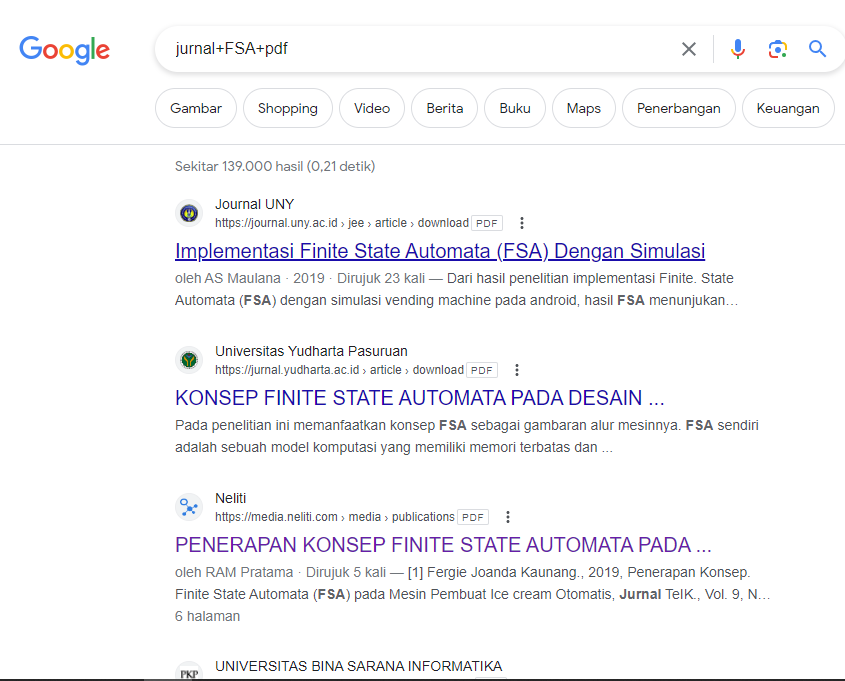 Google
jurnal+FSA+pdf
Gambar Shopping Video Berita Buku Maps Penerbangan Keuangan
Sekitar 139.000 hasil (0,21 detik)
Journal UNY
https://journal.uny.ac.id › jee › article › download PDF
Implementasi Finite State Automata (FSA) Dengan Simulasi
oleh AS Maulana · 2019 · Dirujuk 23 kali — Dari hasil penelitian implementasi Finite. State
Automata (FSA) dengan simulasi vending machine pada android, hasil FSA menunjukan...
Universitas Yudharta Pasuruan
https://jurnal.yudharta.ac.id › article › download PDF
KONSEP FINITE STATE AUTOMATA PADA DESAIN ...
Pada penelitian ini memanfaatkan konsep FSA sebagai gambaran alur mesinnya. FSA sendiri
adalah sebuah model komputasi yang memiliki memori terbatas dan ...
Neliti
https://media.neliti.com › media › publications PDF
PENERAPAN KONSEP FINITE STATE AUTOMATA PADA ...
oleh RAM Pratama · Dirujuk 5 kali — [1] Fergie Joanda Kaunang., 2019, Penerapan Konsep.
Finite State Automata (FSA) pada Mesin Pembuat Ice cream Otomatis, Jurnal TeIK., Vol. 9, N...
6 halaman
UNIVERSITAS BINA SARANA INFORMATIKA
PKP